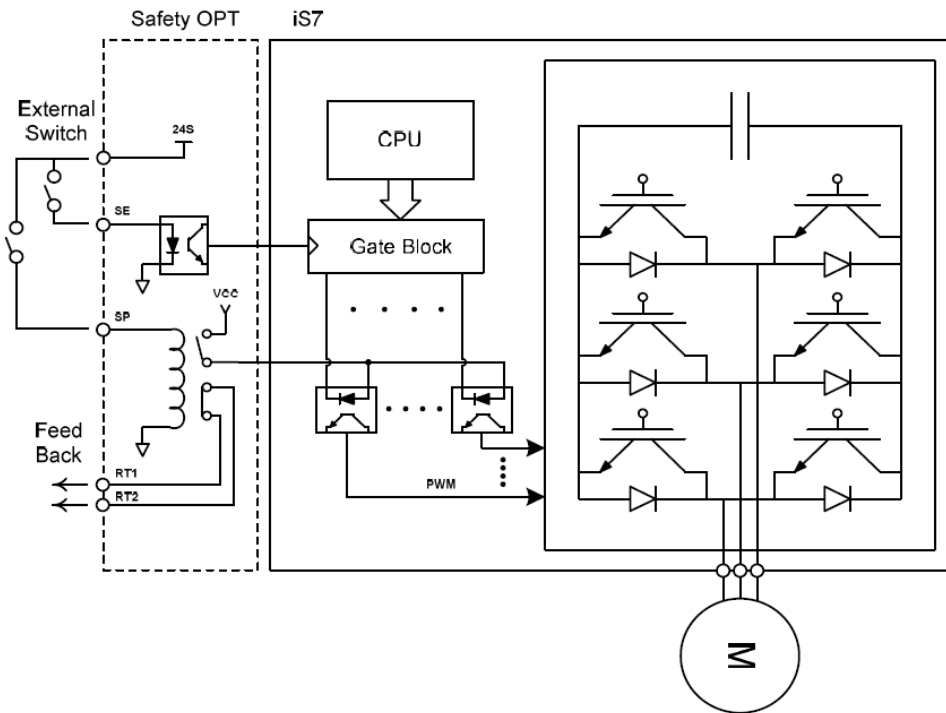 Safety OPT
iS7
External
Switch
24S
CPU
SE
Gate Block
VCC
SP
Feed
Back
RT1
RT2
PWM
M